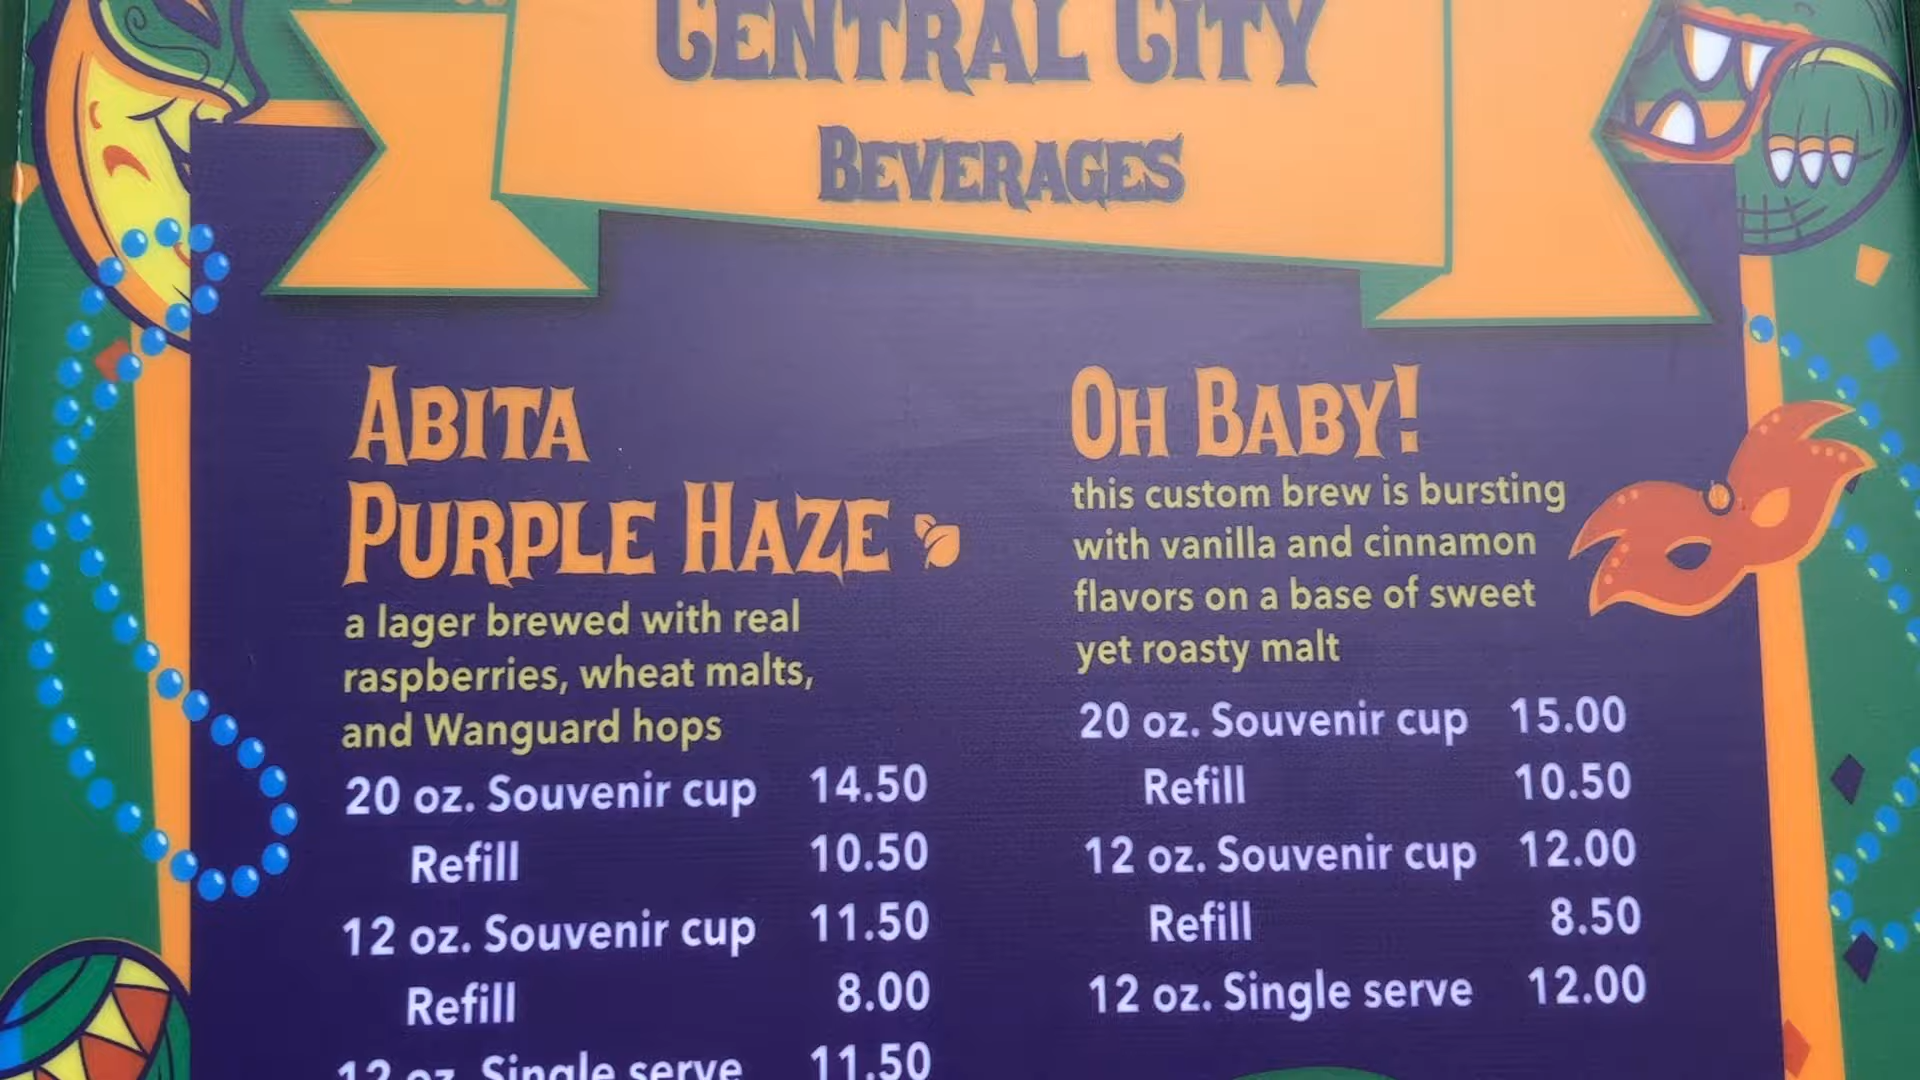 CENTRAL CITY
BEVERAGES
ABITA
PURPLE HAZE
a lager brewed with real
raspberries, wheat malts,
and Wanguard hops
20 oz. Souvenir cup 14.50
Refill 10.50
12 oz. Souvenir cup 11.50
Refill 8.00
12 oz. Single serve 11.50
OH BABY!
this custom brew is bursting
with vanilla and cinnamon
flavors on a base of sweet
yet roasty malt
20 oz. Souvenir cup 15.00
Refill 10.50
12 oz. Souvenir cup 12.00
Refill 8.50
12 oz. Single serve 12.00